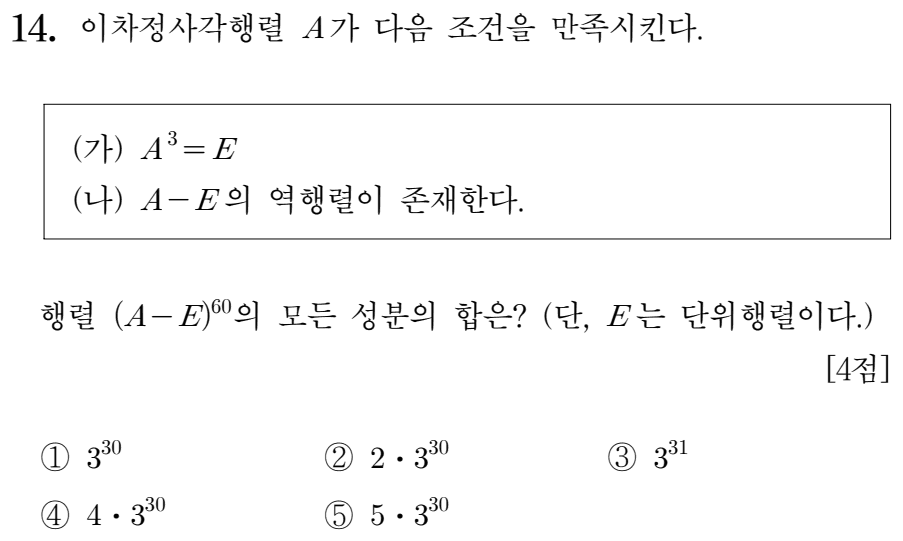 14. 이차정사각행렬 A가 다음 조건을 만족시킨다.
(가) A³=E
(나) A-E의 역행렬이 존재한다.
행렬 (A-E)⁶⁰의 모든 성분의 합은? (단, E는 단위행렬이다.)
[4점]
① 3³⁰ ② 2·3³⁰ ③ 3³¹
④ 4·3³⁰ ⑤ 5·3³⁰